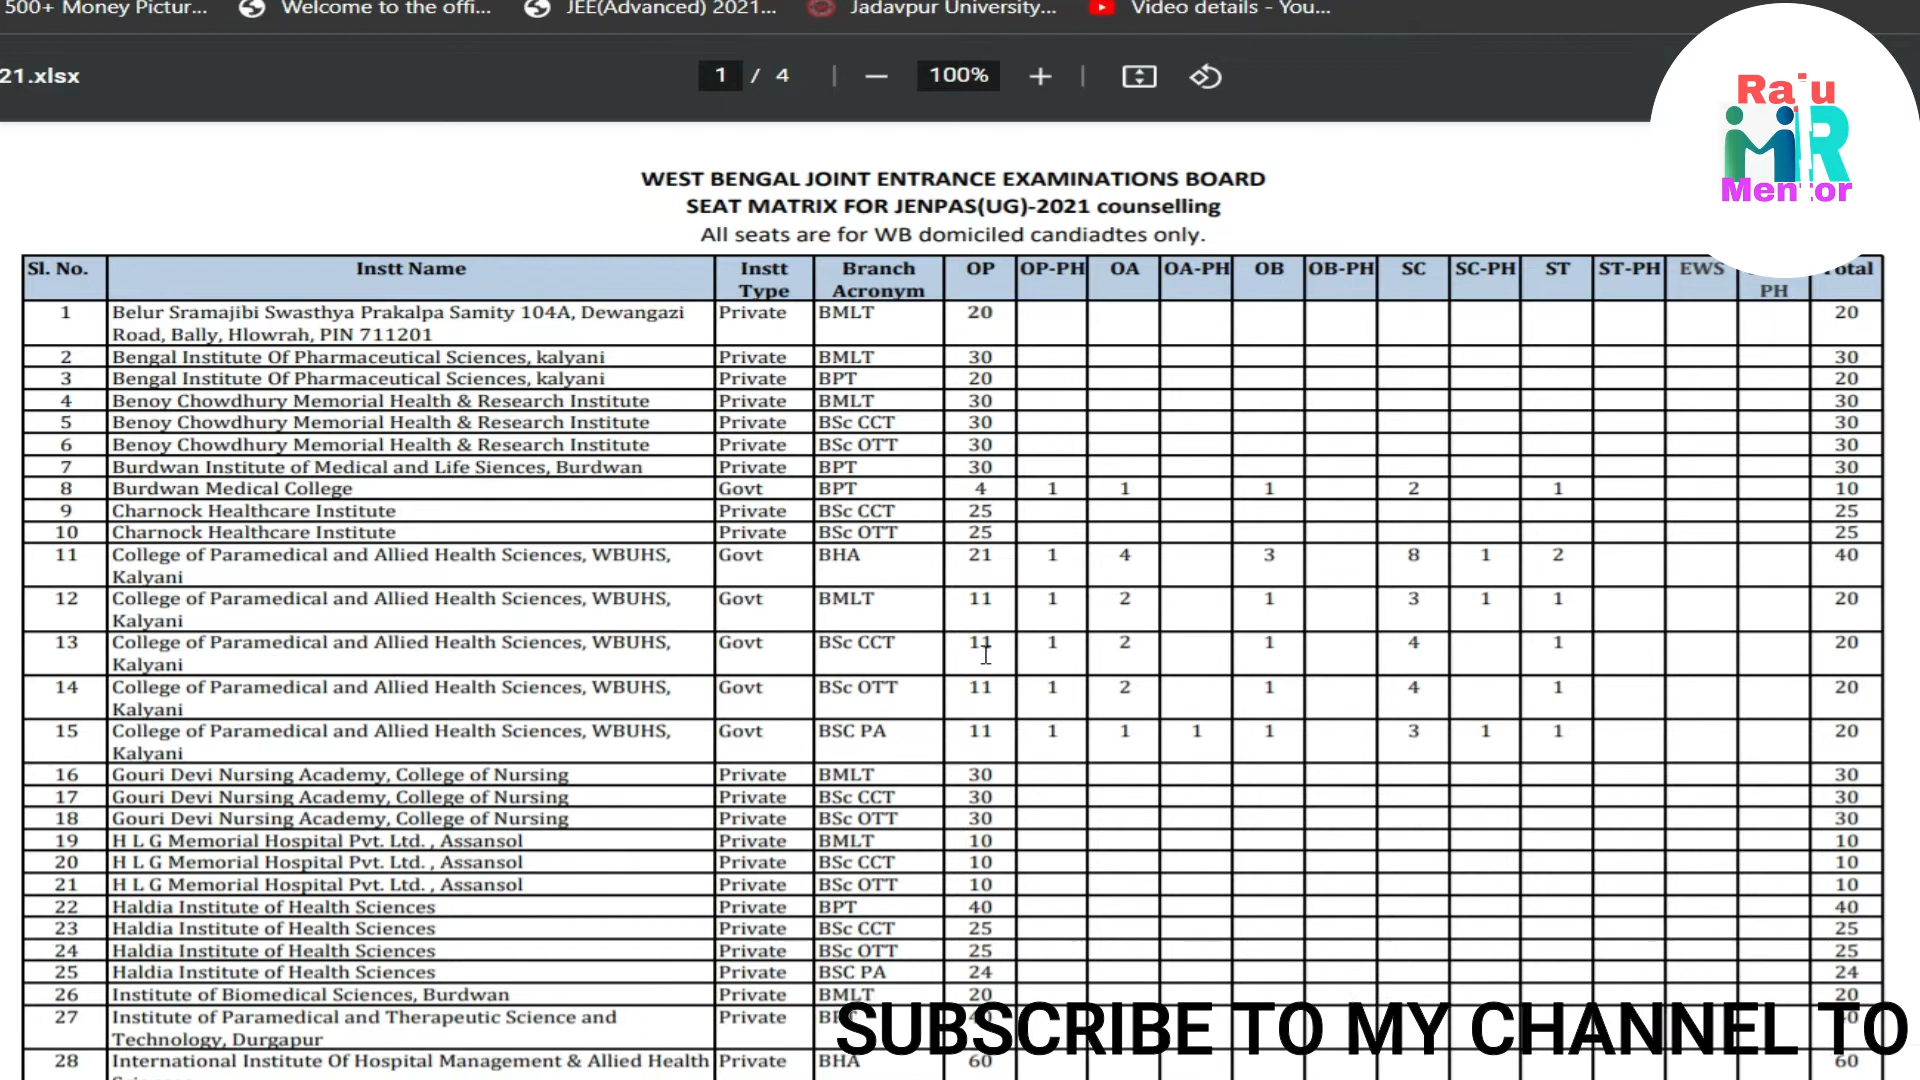 500+ Money Pictur... Welcome to the offi... JEE(Advanced) 2021... Jadavpur University... Video details - You...
21.xlsx 1 / 4 100%
Raju
MR
Mentor
WEST BENGAL JOINT ENTRANCE EXAMINATIONS BOARD
SEAT MATRIX FOR JENPAS(UG)-2021 counselling
All seats are for WB domiciled candiadtes only.
Sl. No. Instt Name Instt Type Branch Acronym OP OP-PH OA OA-PH OB OB-PH SC SC-PH ST ST-PH EWS PH Total
1 Belur Sramajibi Swasthya Prakalpa Samity 104A, Dewangazi Private BMLT 20 20
Road, Bally, Hlowrah, PIN 711201
2 Bengal Institute Of Pharmaceutical Sciences, kalyani Private BMLT 30 30
3 Bengal Institute Of Pharmaceutical Sciences, kalyani Private BPT 20 20
4 Benoy Chowdhury Memorial Health & Research Institute Private BMLT 30 30
5 Benoy Chowdhury Memorial Health & Research Institute Private BSc CCT 30 30
6 Benoy Chowdhury Memorial Health & Research Institute Private BSc OTT 30 30
7 Burdwan Institute of Medical and Life Siences, Burdwan Private BPT 30 30
8 Burdwan Medical College Govt BPT 4 1 1 1 2 1 10
9 Charnock Healthcare Institute Private BSc CCT 25 25
10 Charnock Healthcare Institute Private BSc OTT 25 25
11 College of Paramedical and Allied Health Sciences, WBUHS, Govt BHA 21 1 4 3 8 1 2 40
Kalyani
12 College of Paramedical and Allied Health Sciences, WBUHS, Govt BMLT 11 1 2 1 3 1 1 20
Kalyani
13 College of Paramedical and Allied Health Sciences, WBUHS, Govt BSc CCT 11 1 2 1 4 1 20
Kalyani
14 College of Paramedical and Allied Health Sciences, WBUHS, Govt BSc OTT 11 1 2 1 4 1 20
Kalyani
15 College of Paramedical and Allied Health Sciences, WBUHS, Govt BSC PA 11 1 1 1 1 3 1 1 20
Kalyani
16 Gouri Devi Nursing Academy, College of Nursing Private BMLT 30 30
17 Gouri Devi Nursing Academy, College of Nursing Private BSc CCT 30 30
18 Gouri Devi Nursing Academy, College of Nursing Private BSc OTT 30 30
19 H L G Memorial Hospital Pvt. Ltd. , Assansol Private BMLT 10 10
20 H L G Memorial Hospital Pvt. Ltd. , Assansol Private BSc CCT 10 10
21 H L G Memorial Hospital Pvt. Ltd. , Assansol Private BSc OTT 10 10
22 Haldia Institute of Health Sciences Private BPT 40 40
23 Haldia Institute of Health Sciences Private BSc CCT 25 25
24 Haldia Institute of Health Sciences Private BSc OTT 25 25
25 Haldia Institute of Health Sciences Private BSC PA 24 24
26 Institute of Biomedical Sciences, Burdwan Private BMLT 20 20
27 Institute of Paramedical and Therapeutic Science and Private
Technology, Durgapur
SUBSCRIBE TO MY CHANNEL TO
28 International Institute Of Hospital Management & Allied Health Private BHA 60 60